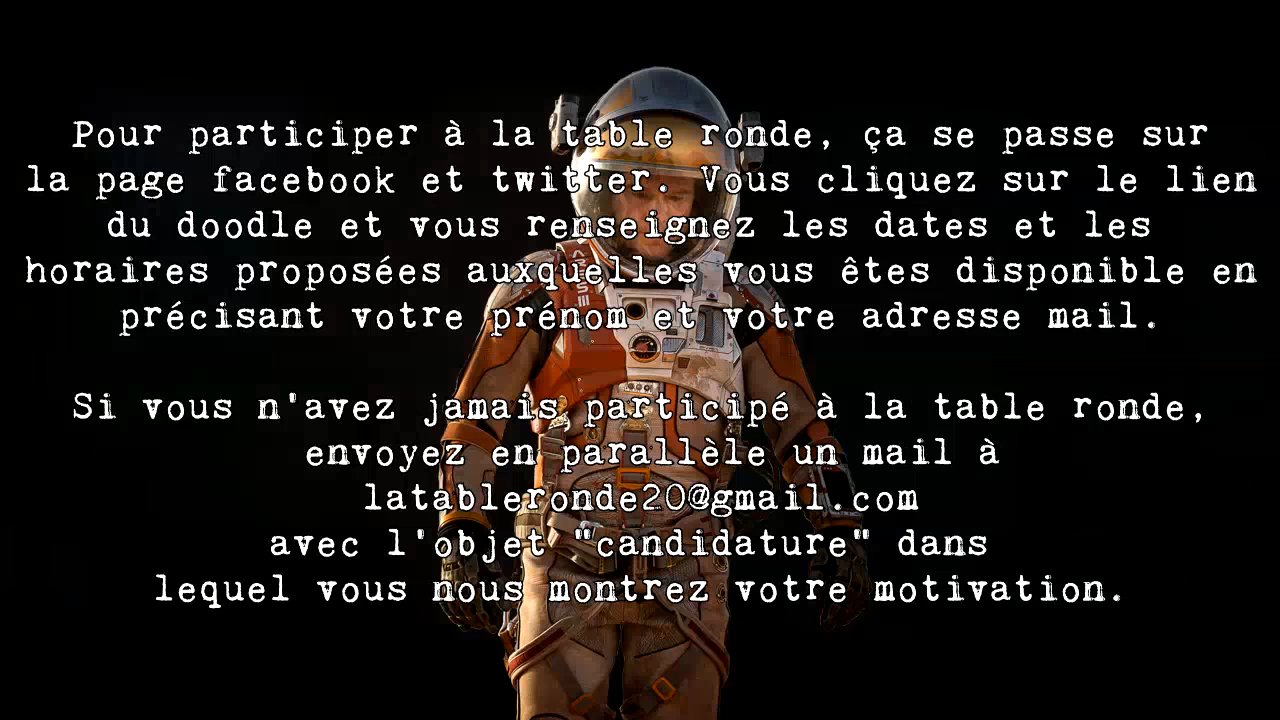 Pour participer à la table ronde, ça se passe sur
la page facebook et twitter. Vous cliquez sur le lien
du doodle et vous renseignez les dates et les
horaires proposées auxquelles vous êtes disponible en
précisant votre prénom et votre adresse mail.
Si vous n'avez jamais participé à la table ronde,
envoyez en parallèle un mail à
latableronde20@gmail.com
avec l'objet "candidature" dans
lequel vous nous montrez votre motivation.